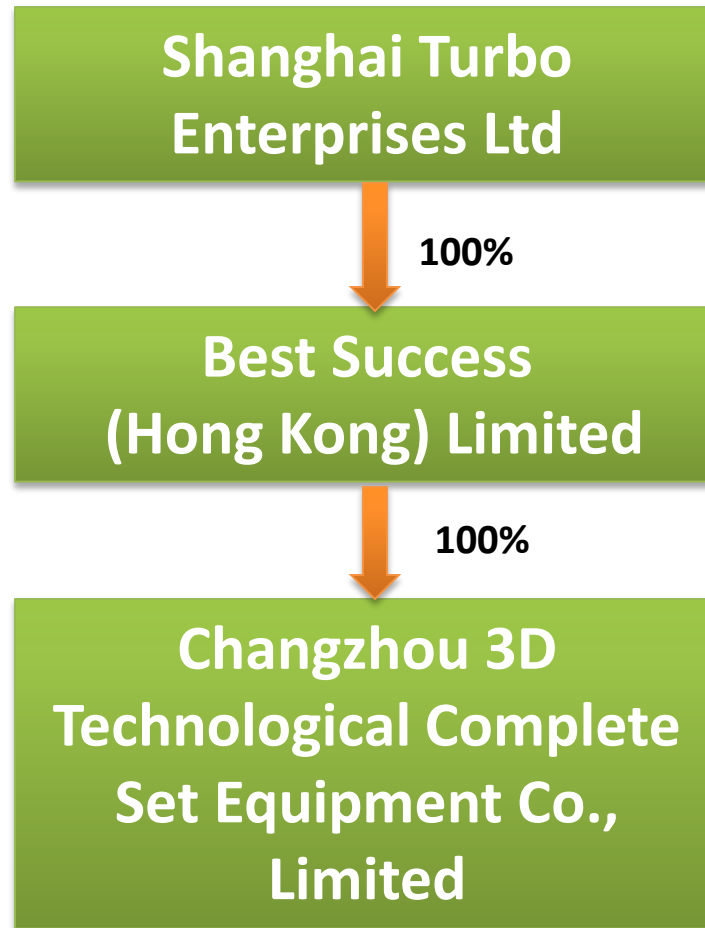 Shanghai Turbo
Enterprises Ltd
100%
Best Success
(Hong Kong) Limited
100%
Changzhou 3D
Technological Complete
Set Equipment Co.,
Limited